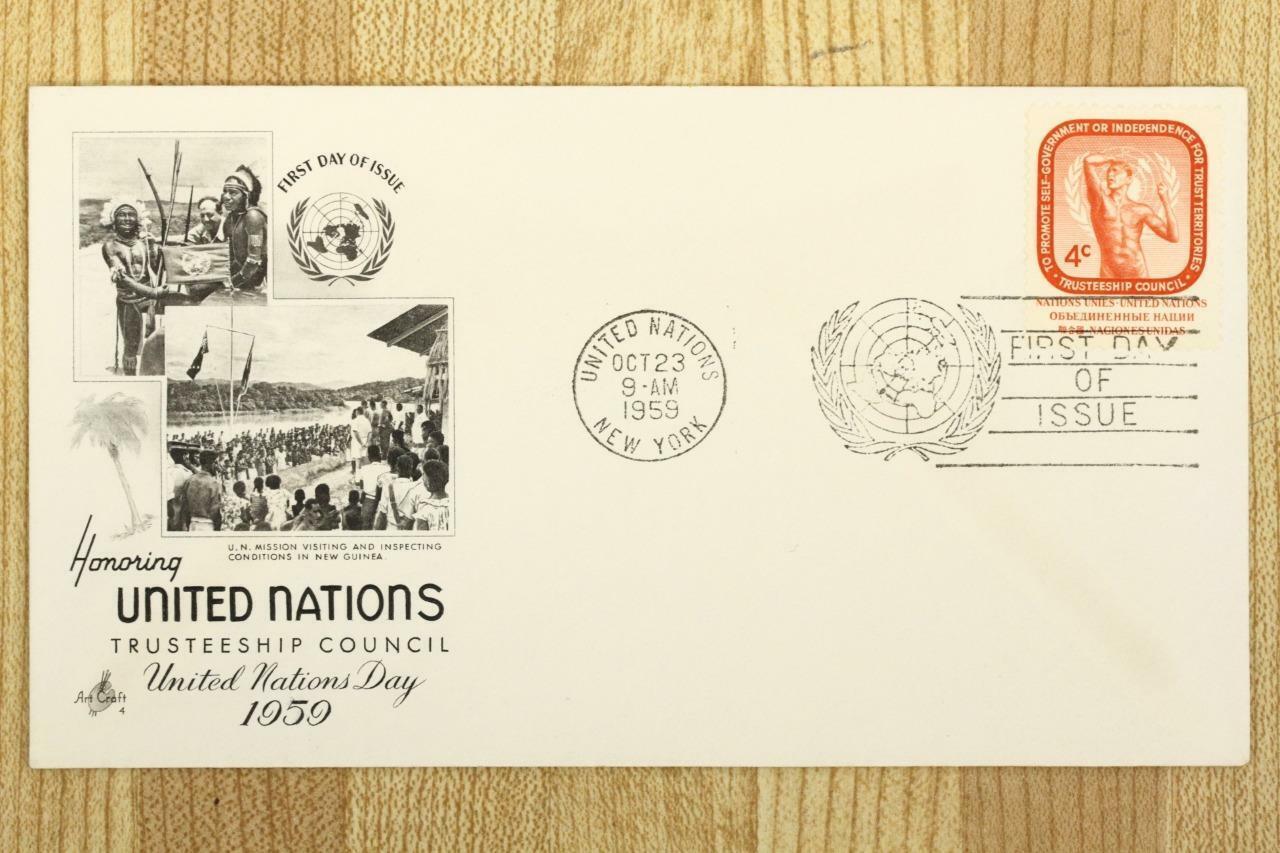 FIRST DAY OF ISSUE
U.N. MISSION VISITING AND INSPECTING
CONDITIONS IN NEW GUINEA.
Honoring
UNITED NATIONS
TRUSTEESHIP COUNCIL
United Nations Day
1959
Art Craft
4
UNITED NATIONS
OCT 23
9-AM
1959
NEW YORK
TO PROMOTE SELF-GOVERNMENT OR INDEPENDENCE FOR TRUST TERRITORIES
4c
TRUSTEESHIP COUNCIL
NATIONS UNIES · UNITED NATIONS
ОБЪЕДИНЕННЫЕ НАЦИИ
聯合國 · NACIONES UNIDAS
FIRST DAY
OF
ISSUE